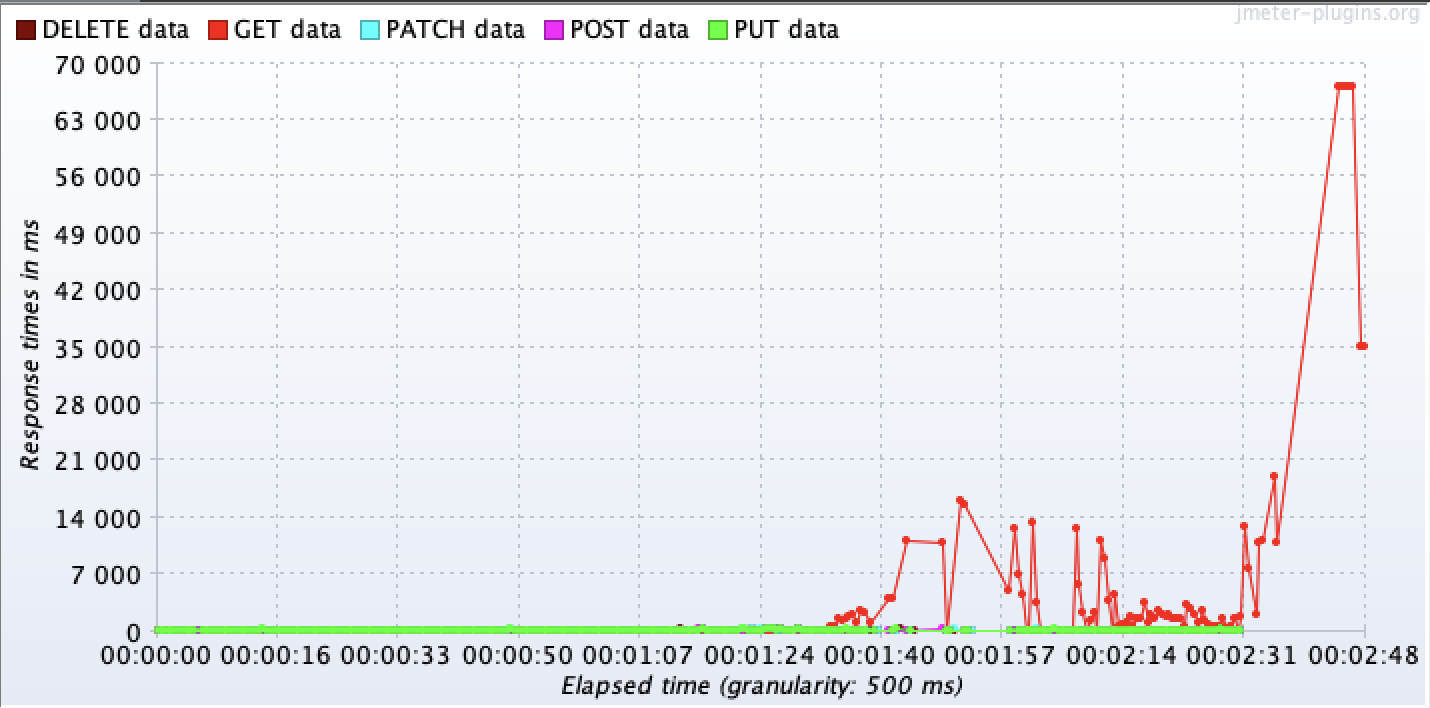 jmeter-plugins.org
DELETE data GET data PATCH data POST data PUT data
70 000
63 000
56 000
49 000
42 000
35 000
28 000
21 000
14 000
7 000
0
Response times in ms
00:00:00 00:00:16 00:00:33 00:00:50 00:01:07 00:01:24 00:01:40 00:01:57 00:02:14 00:02:31 00:02:48
Elapsed time (granularity: 500 ms)